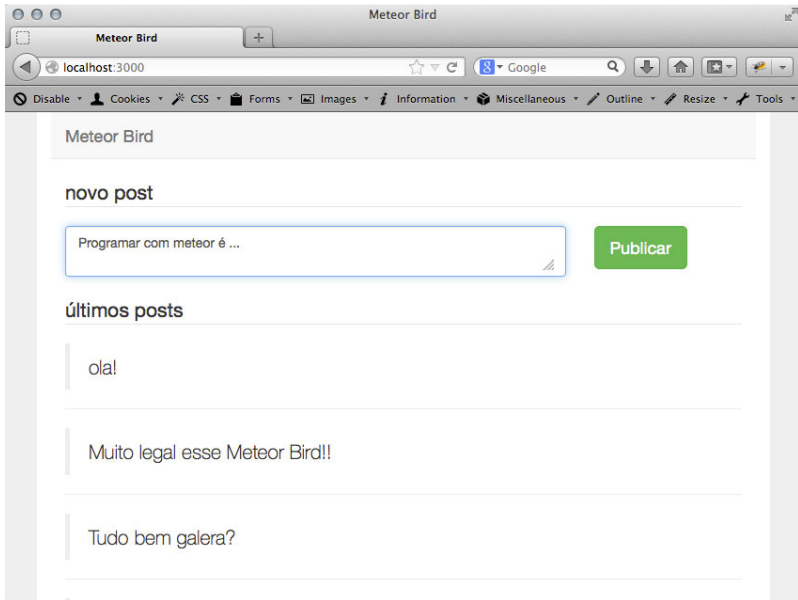 Meteor Bird
Meteor Bird
localhost:3000
Google
Disable Cookies CSS Forms Images Information Miscellaneous Outline Resize Tools
Meteor Bird
novo post
Programar com meteor é ...
Publicar
últimos posts
ola!
Muito legal esse Meteor Bird!!
Tudo bem galera?